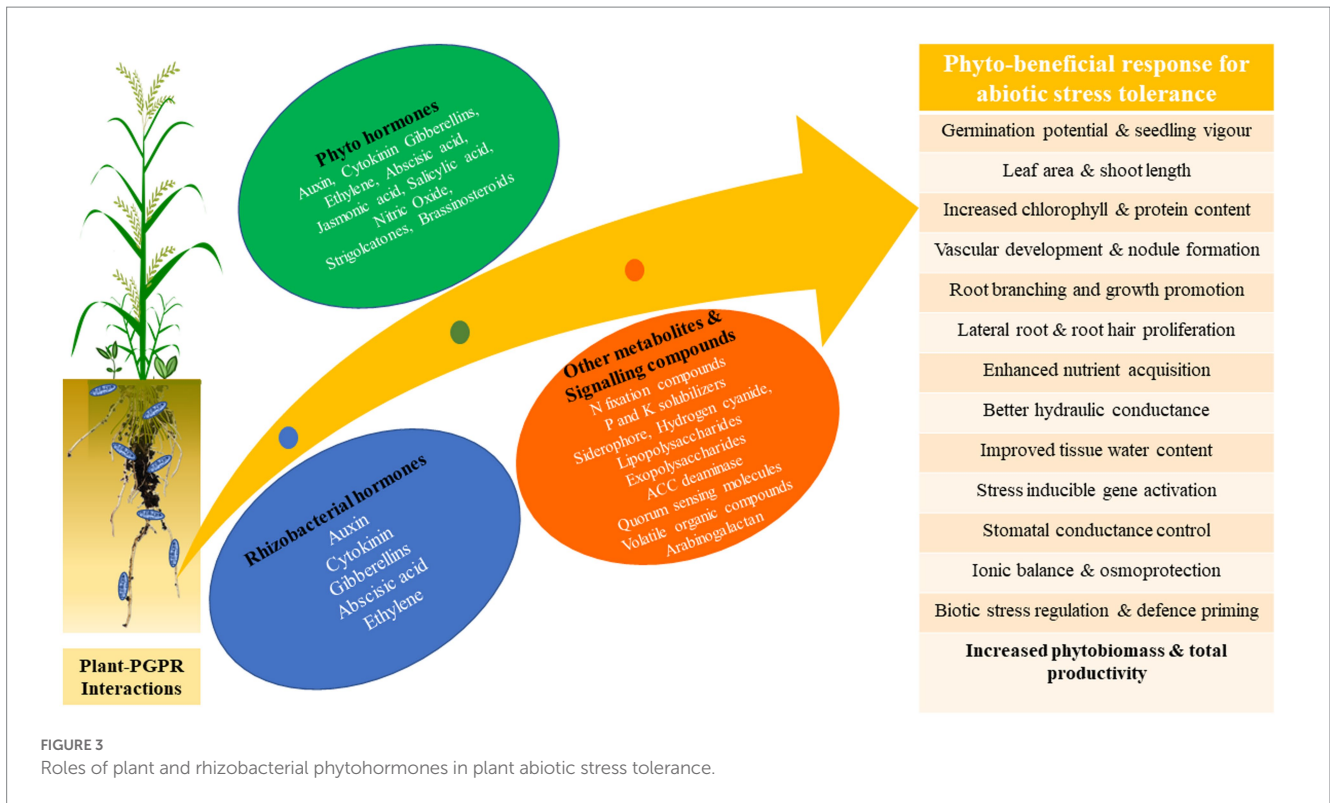 Phyto hormones
Auxin, Cytokinin Gibberellins,
Ethylene, Abscisic acid,
Jasmonic acid, Salicylic acid,
Nitric Oxide,
Strigolcatones, Brassinosteroids
Other metabolites &
Signalling compounds
N fixation compounds
P and K solubilizers
Siderophore, Hydrogen cyanide,
Lipopolysaccharides
Exopolysaccharides
ACC deaminase
Quorum sensing molecules
Volatile organic compounds
Arabinogalactan
Rhizobacterial hormones
Auxin
Cytokinin
Gibberellins
Abscisic acid
Ethylene
Plant-PGPR
Interactions
Phyto-beneficial response for
abiotic stress tolerance
Germination potential & seedling vigour
Leaf area & shoot length
Increased chlorophyll & protein content
Vascular development & nodule formation
Root branching and growth promotion
Lateral root & root hair proliferation
Enhanced nutrient acquisition
Better hydraulic conductance
Improved tissue water content
Stress inducible gene activation
Stomatal conductance control
Ionic balance & osmoprotection
Biotic stress regulation & defence priming
Increased phytobiomass & total
productivity
FIGURE 3
Roles of plant and rhizobacterial phytohormones in plant abiotic stress tolerance.